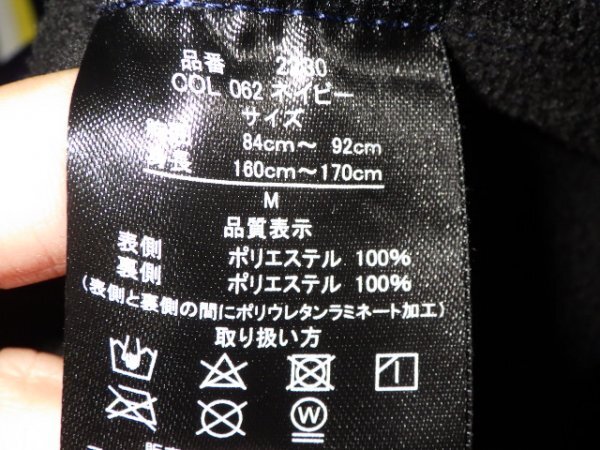 品番
COL 062 ネイビー
サイズ
84cm～ 92cm
身長 160cm～170cm
M
品質表示
表側 ポリエステル 100%
裏側 ポリエステル 100%
(表側と裏側の間にポリウレタンラミネート加工)
取り扱い方
W